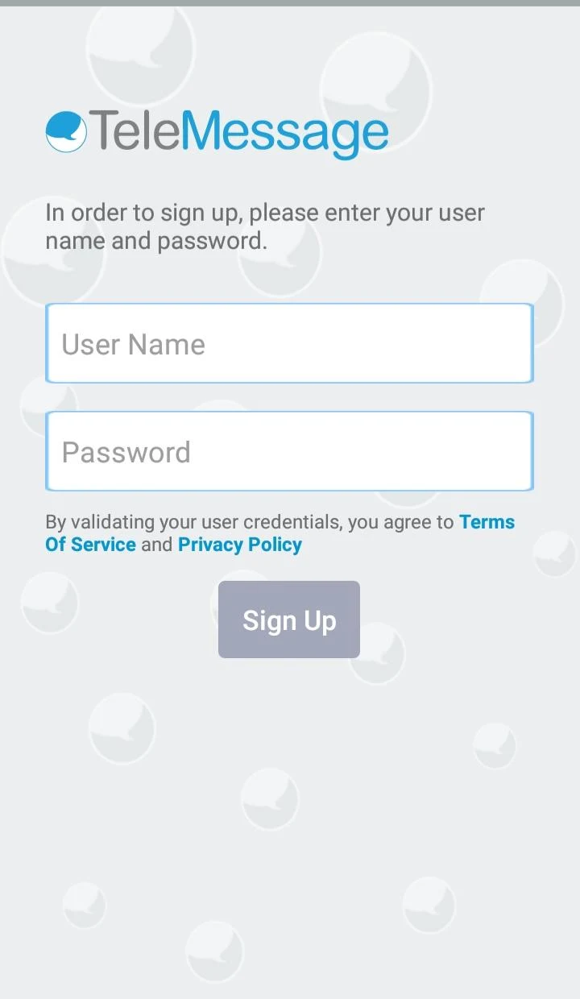 TeleMessage
In order to sign up, please enter your user
name and password.
User Name
Password
By validating your user credentials, you agree to Terms
Of Service and Privacy Policy
Sign Up